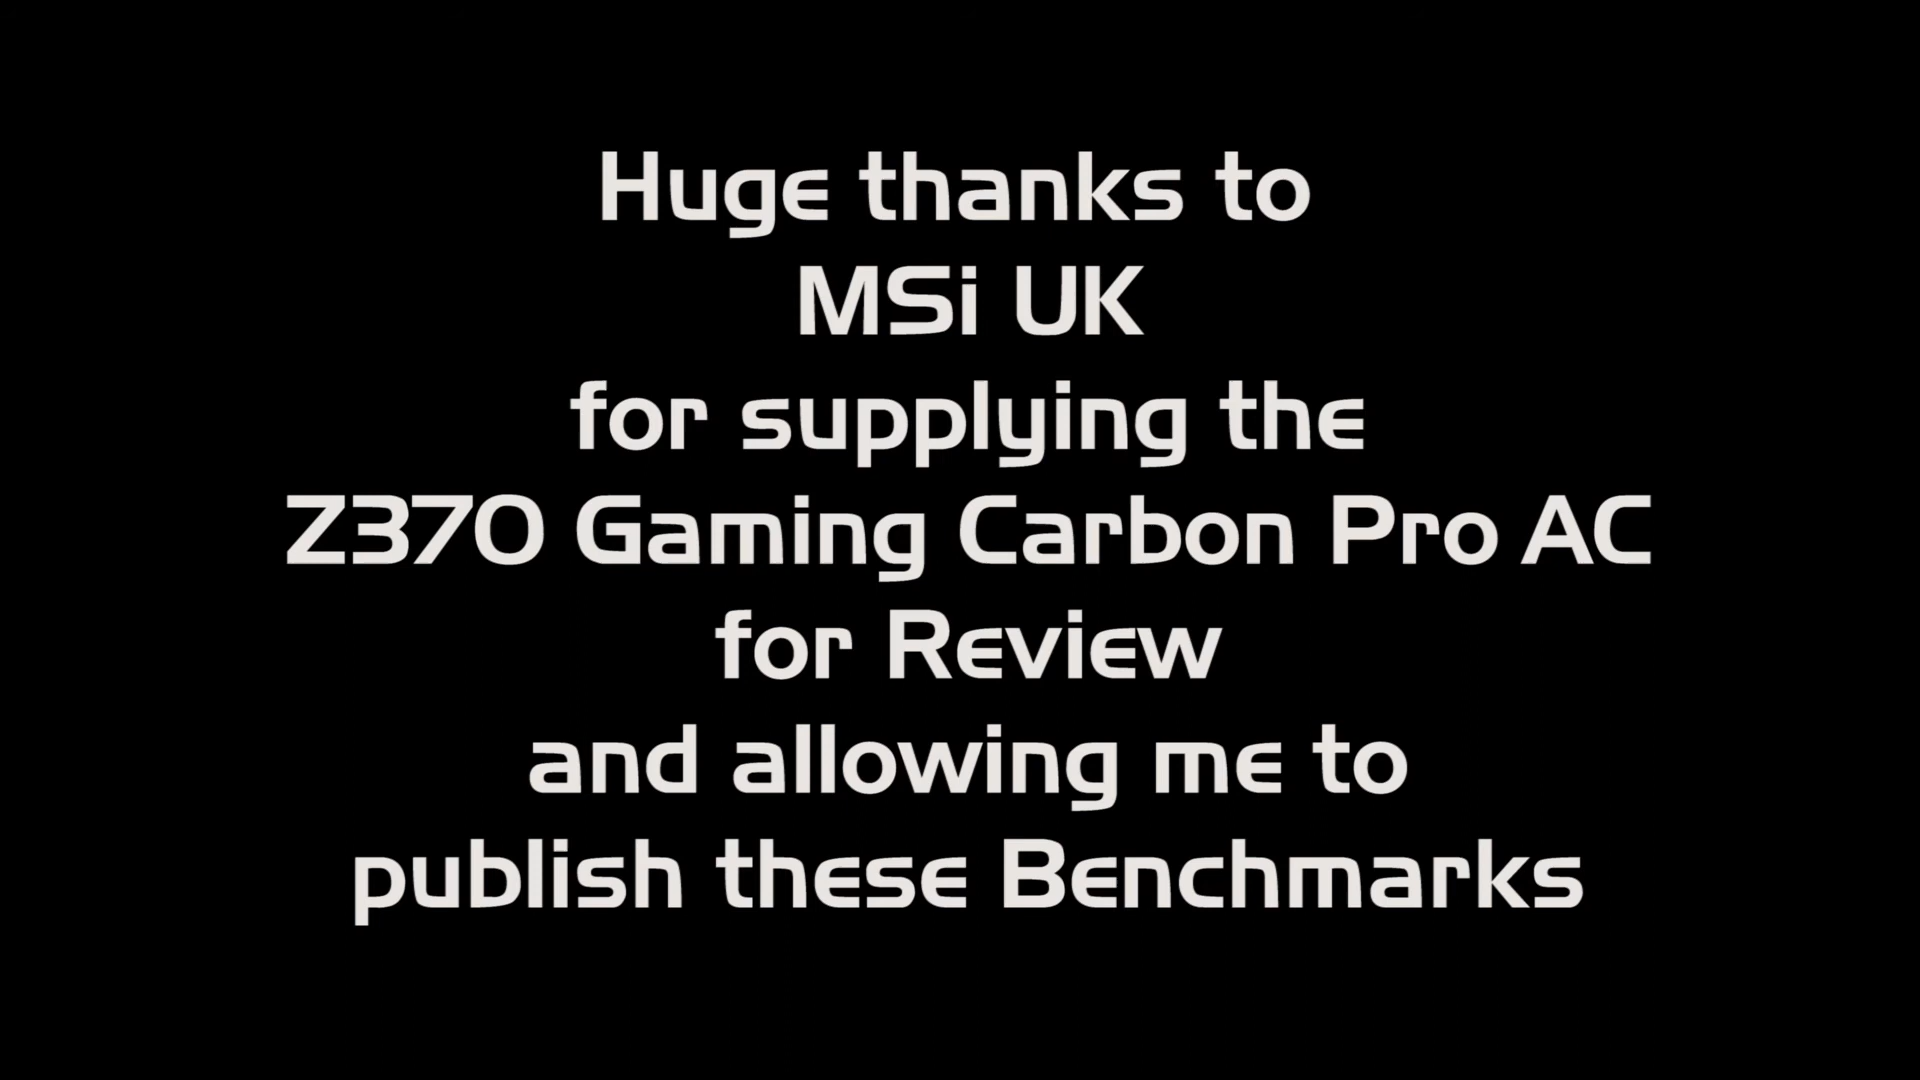 Huge thanks to
MSi UK
for supplying the
Z370 Gaming Carbon Pro AC
for Review
and allowing me to
publish these Benchmarks